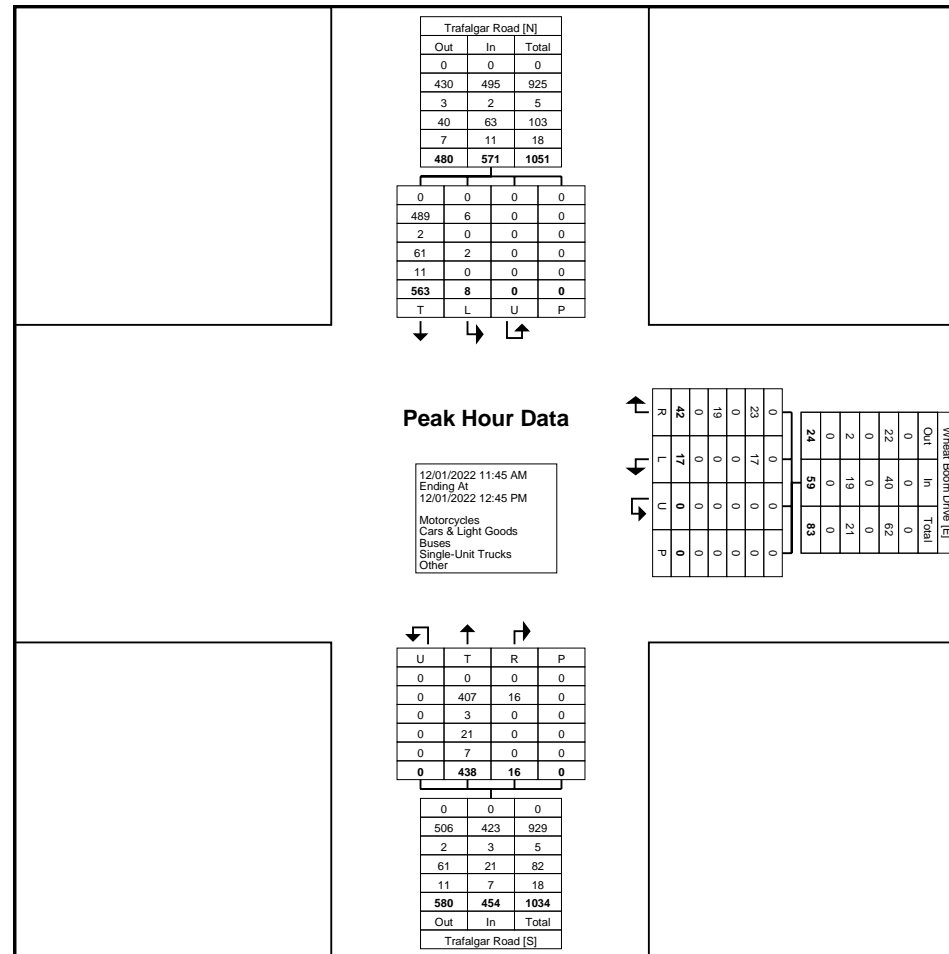 Trafalgar Road [N]
Out In Total
0 0 0
430 495 925
3 2 5
40 63 103
7 11 18
480 571 1051
0 0 0 0
489 6 0 0
2 0 0 0
61 2 0 0
11 0 0 0
563 8 0 0
T L U P
Peak Hour Data
12/01/2022 11:45 AM
Ending At
12/01/2022 12:45 PM
Motorcycles
Cars & Light Goods
Buses
Single-Unit Trucks
Other
Wheat Boom Drive [E]
Out In Total
0 0 0
22 40 62
0 0 0
2 19 21
0 0 0
24 59 83
0 0 0 0
23 17 0 0
0 0 0 0
19 0 0 0
0 0 0 0
42 17 0 0
R L U P
U T R P
0 0 0 0
0 407 16 0
0 3 0 0
0 21 0 0
0 7 0 0
0 438 16 0
0 0 0
506 423 929
2 3 5
61 21 82
11 7 18
580 454 1034
Out In Total
Trafalgar Road [S]